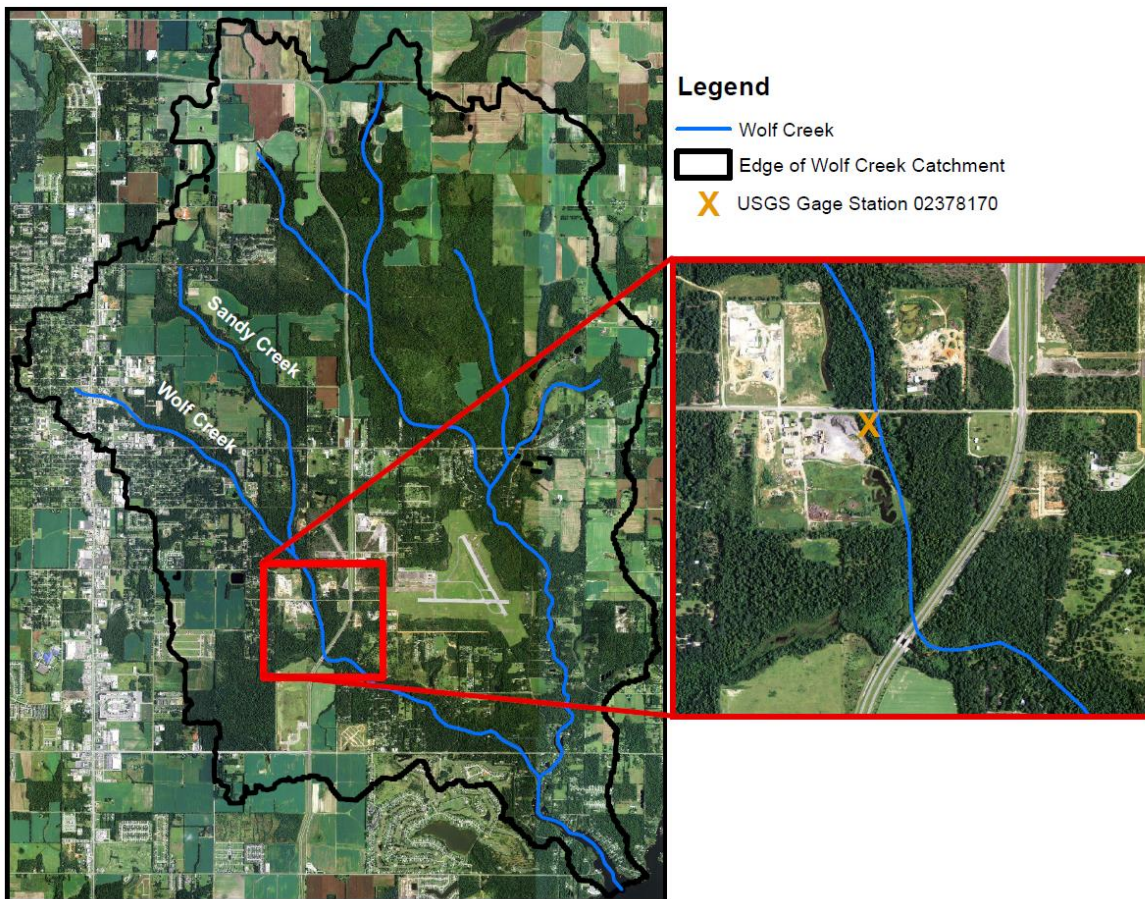 Legend
Wolf Creek
Edge of Wolf Creek Catchment
X USGS Gage Station 02378170
Sandy Creek
Wolf Creek
X